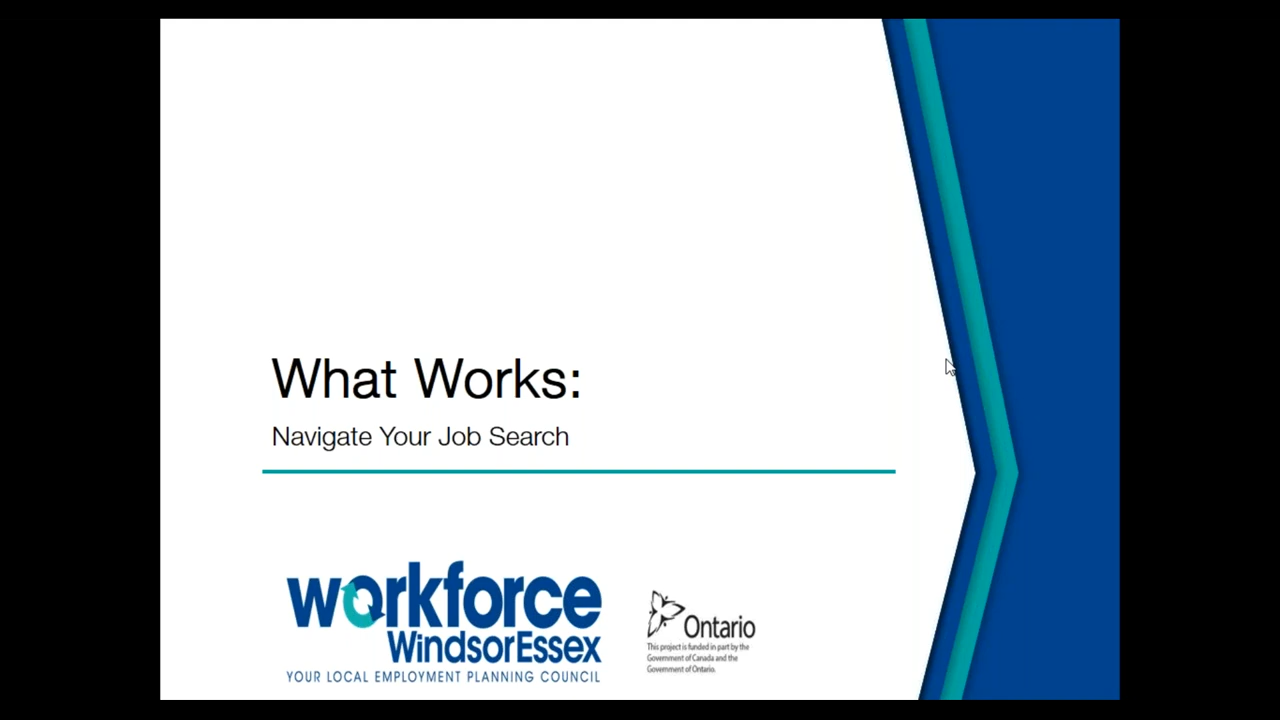 What Works:
Navigate Your Job Search
workforce
WindsorEssex
YOUR LOCAL EMPLOYMENT PLANNING COUNCIL
Ontario
This project is funded in part by the
Government of Canada and the
Government of Ontario.